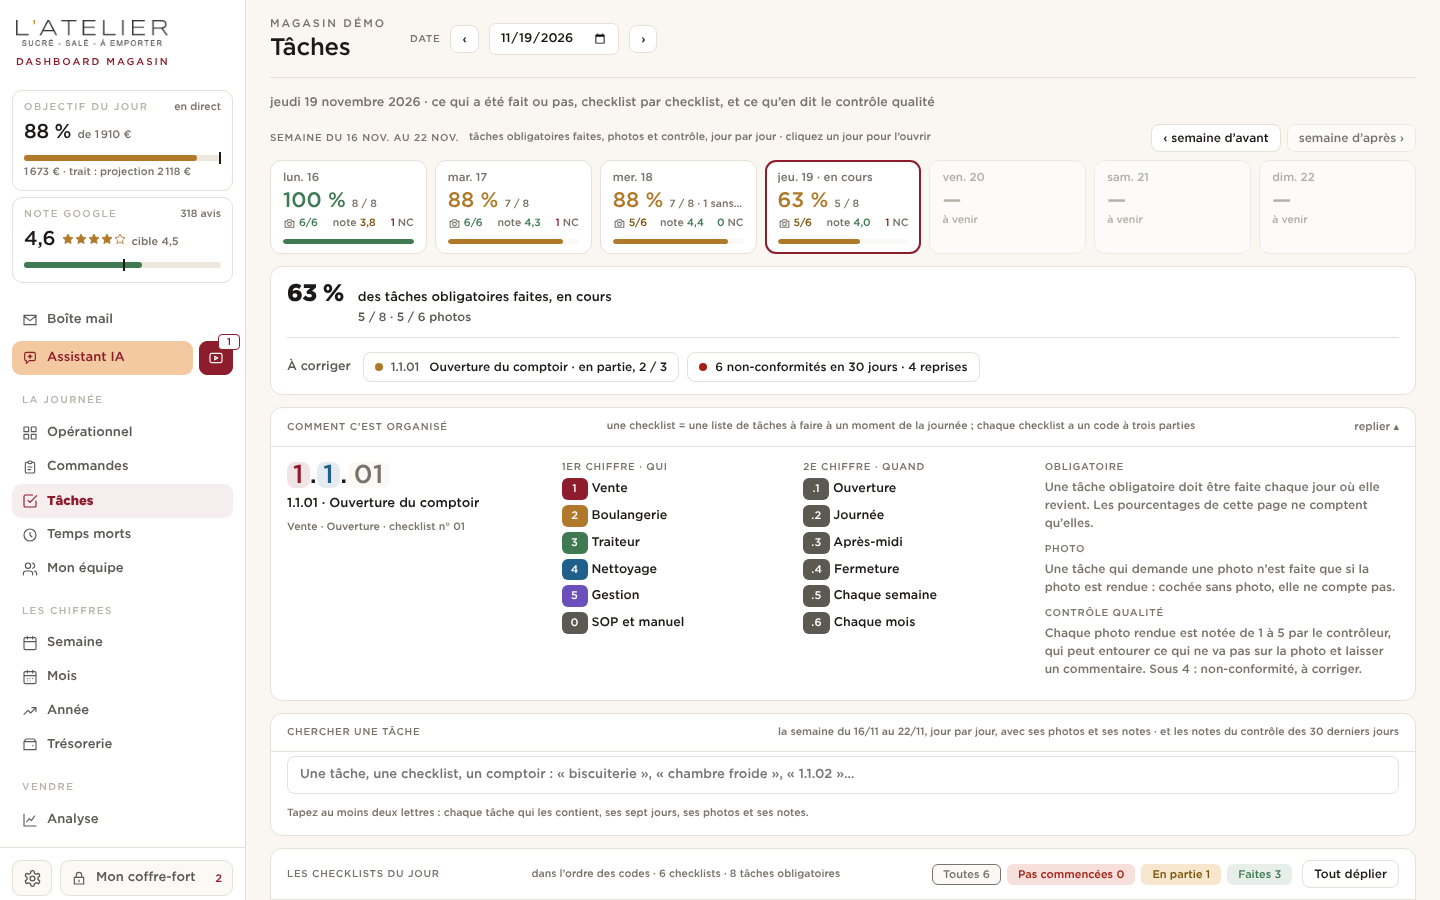 L'ATELIER
SUCRÉ - SALÉ - À EMPORTER
DASHBOARD MAGASIN
OBJECTIF DU JOUR en direct
88 % de 1 910 €
1 673 € · trait : projection 2 118 €
NOTE GOOGLE 318 avis
4,6 cible 4,5
Boîte mail
Assistant IA 1
LA JOURNÉE
Opérationnel
Commandes
Tâches
Temps morts
Mon équipe
LES CHIFFRES
Semaine
Mois
Année
Trésorerie
VENDRE
Analyse
Mon coffre-fort 2
MAGASIN DÉMO
Tâches
DATE ‹ 11/19/2026 ›
jeudi 19 novembre 2026 · ce qui a été fait ou pas, checklist par checklist, et ce qu'en dit le contrôle qualité
SEMAINE DU 16 NOV. AU 22 NOV. tâches obligatoires faites, photos et contrôle, jour par jour · cliquez un jour pour l'ouvrir
‹ semaine d'avant semaine d'après ›
lun. 16
100 % 8 / 8
6/6 note 3,8 1 NC
mar. 17
88 % 7 / 8
6/6 note 4,3 1 NC
mer. 18
88 % 7 / 8 · 1 sans...
5/6 note 4,4 0 NC
jeu. 19 · en cours
63 % 5 / 8
5/6 note 4,0 1 NC
ven. 20
—
à venir
sam. 21
—
à venir
dim. 22
—
à venir
63 % des tâches obligatoires faites, en cours
5 / 8 · 5 / 6 photos
À corriger 1.1.01 Ouverture du comptoir · en partie, 2 / 3 6 non-conformités en 30 jours · 4 reprises
COMMENT C'EST ORGANISÉ une checklist = une liste de tâches à faire à un moment de la journée ; chaque checklist a un code à trois parties replier ▴
1.1.01
1.1.01 · Ouverture du comptoir
Vente · Ouverture · checklist n° 01
1ER CHIFFRE · QUI
1 Vente
2 Boulangerie
3 Traiteur
4 Nettoyage
5 Gestion
0 SOP et manuel
2E CHIFFRE · QUAND
.1 Ouverture
.2 Journée
.3 Après-midi
.4 Fermeture
.5 Chaque semaine
.6 Chaque mois
OBLIGATOIRE
Une tâche obligatoire doit être faite chaque jour où elle
revient. Les pourcentages de cette page ne comptent
qu'elles.
PHOTO
Une tâche qui demande une photo n'est faite que si la
photo est rendue : cochée sans photo, elle ne compte pas.
CONTRÔLE QUALITÉ
Chaque photo rendue est notée de 1 à 5 par le contrôleur,
qui peut entourer ce qui ne va pas sur la photo et laisser
un commentaire. Sous 4 : non-conformité, à corriger.
CHERCHER UNE TÂCHE la semaine du 16/11 au 22/11, jour par jour, avec ses photos et ses notes · et les notes du contrôle des 30 derniers jours
Une tâche, une checklist, un comptoir : « biscuiterie », « chambre froide », « 1.1.02 »...
Tapez au moins deux lettres : chaque tâche qui les contient, ses sept jours, ses photos et ses notes.
LES CHECKLISTS DU JOUR dans l'ordre des codes · 6 checklists · 8 tâches obligatoires Toutes 6 Pas commencées 0 En partie 1 Faites 3 Tout déplier